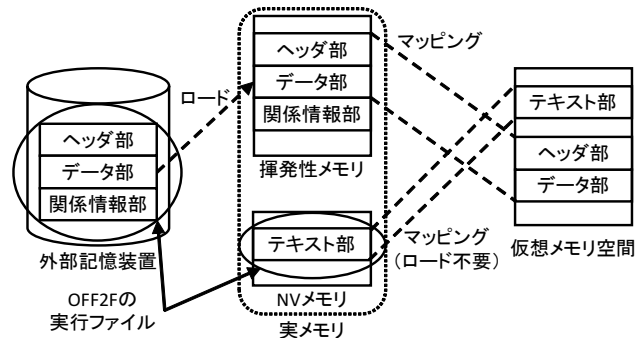 ヘッダ部
データ部
関係情報部
外部記憶装置
OFF2Fの
実行ファイル
ロード
ヘッダ部
データ部
関係情報部
揮発性メモリ
テキスト部
NVメモリ
実メモリ
マッピング
マッピング
（ロード不要）
テキスト部
ヘッダ部
データ部
仮想メモリ空間